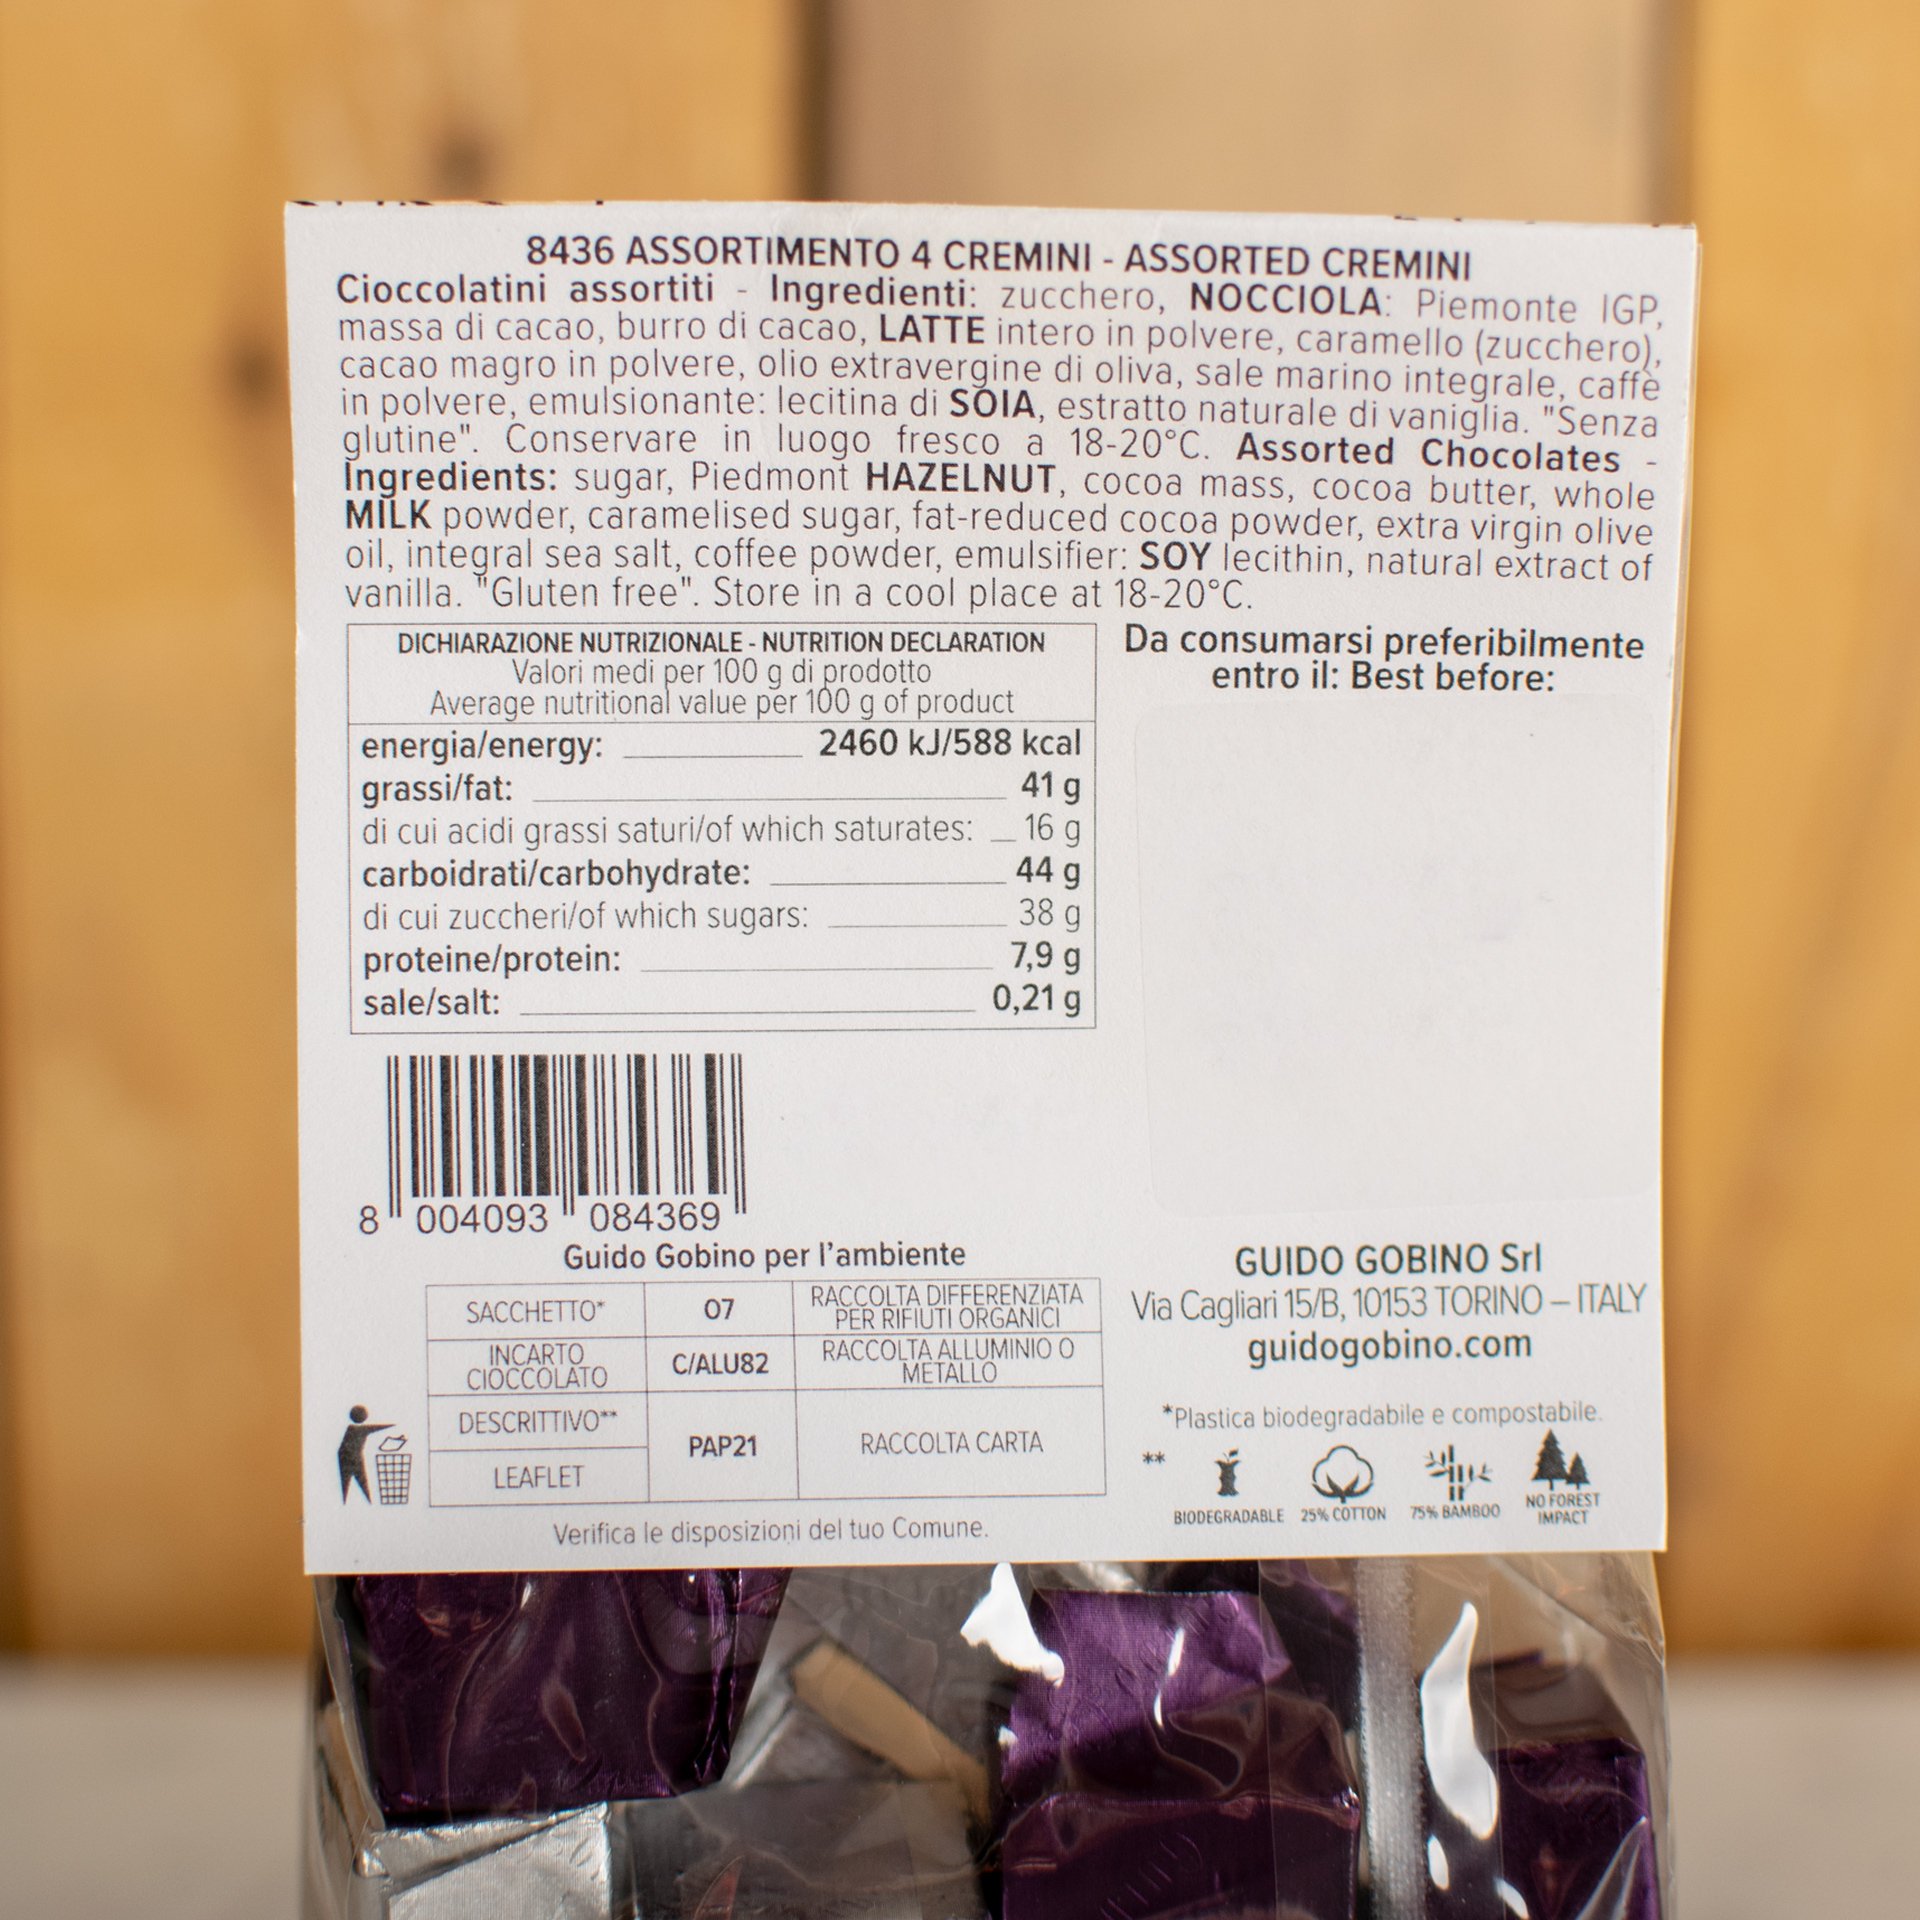 8436 ASSORTIMENTO 4 CREMINI - ASSORTED CREMINI
Cioccolatini assortiti - Ingredienti: zucchero, NOCCIOLA: Piemonte IGP,
massa di cacao, burro di cacao, LATTE intero in polvere, caramello (zucchero),
cacao magro in polvere, olio extravergine di oliva, sale marino integrale, caffè
in polvere, emulsionante: lecitina di SOIA, estratto naturale di vaniglia. "Senza
glutine". Conservare in luogo fresco a 18-20°C. Assorted Chocolates -
Ingredients: sugar, Piedmont HAZELNUT, cocoa mass, cocoa butter, whole
MILK powder, caramelised sugar, fat-reduced cocoa powder, extra virgin olive
oil, integral sea salt, coffee powder, emulsifier: SOY lecithin, natural extract of
vanilla. "Gluten free". Store in a cool place at 18-20°C.
DICHIARAZIONE NUTRIZIONALE - NUTRITION DECLARATION
Valori medi per 100 g di prodotto
Average nutritional value per 100 g of product
energia/energy: 2460 kJ/588 kcal
grassi/fat: 41 g
di cui acidi grassi saturi/of which saturates: 16 g
carboidrati/carbohydrate: 44 g
di cui zuccheri/of which sugars: 38 g
proteine/protein: 7,9 g
sale/salt: 0,21 g
Da consumarsi preferibilmente
entro il: Best before:
8 004093 084369
Guido Gobino per l'ambiente
SACCHETTO* 07 RACCOLTA DIFFERENZIATA
PER RIFIUTI ORGANICI
INCARTO
CIOCCOLATO C/ALU82 RACCOLTA ALLUMINIO O
METALLO
DESCRITTIVO**
LEAFLET PAP21 RACCOLTA CARTA
Verifica le disposizioni del tuo Comune.
GUIDO GOBINO Srl
Via Cagliari 15/B, 10153 TORINO – ITALY
guidogobino.com
*Plastica biodegradabile e compostabile.
**
BIODEGRADABLE 25% COTTON 75% BAMBOO NO FOREST
IMPACT